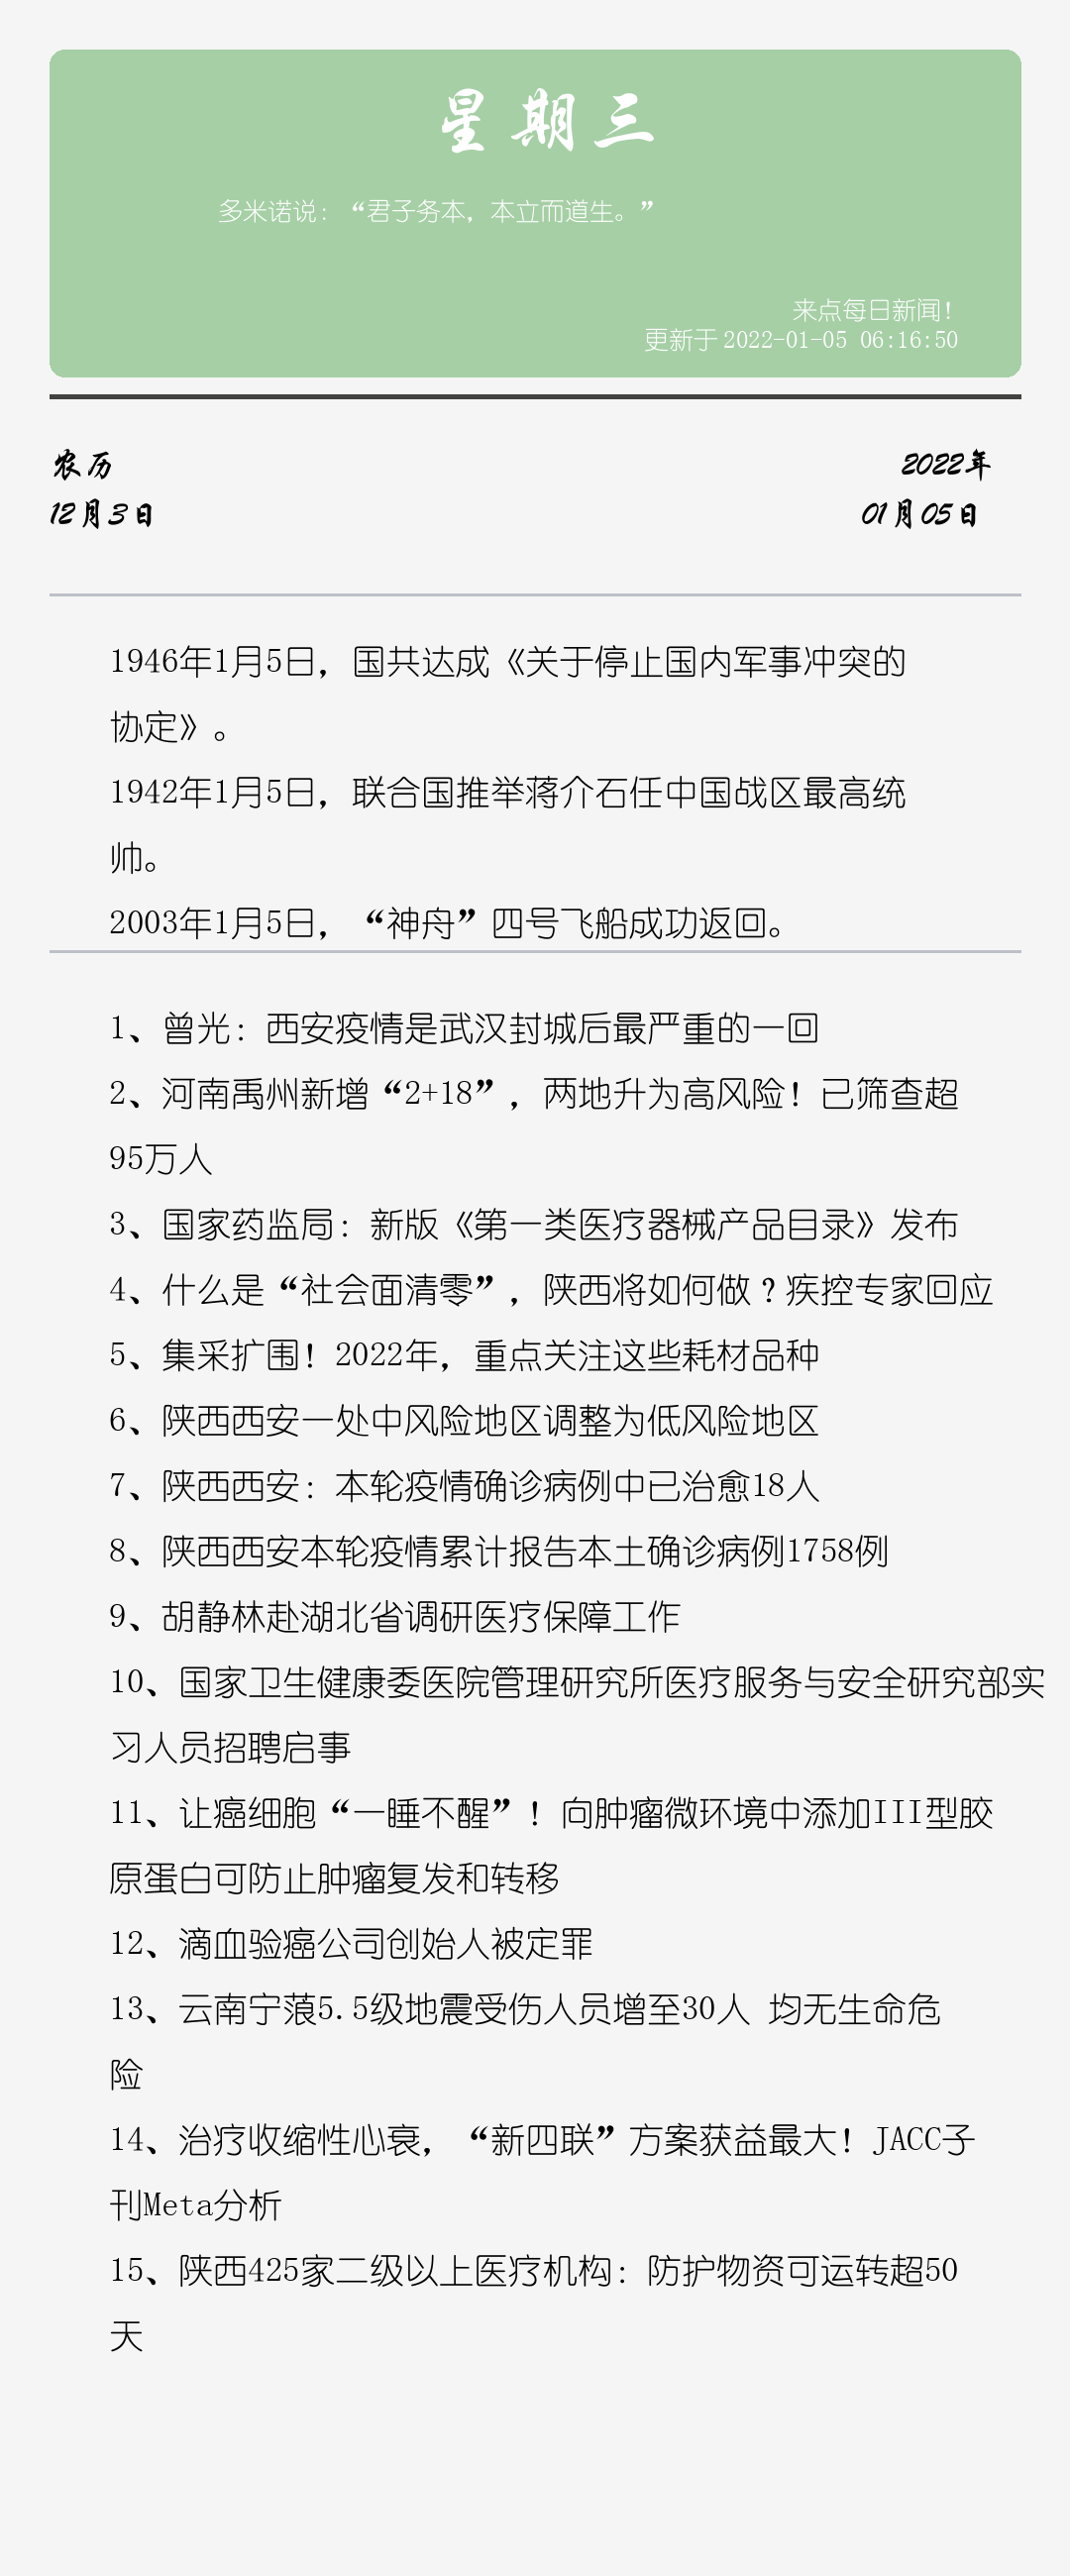 星期三
多米诺说：“君子务本，本立而道生。”
来点每日新闻！
更新于2022-01-05 06:16:50
农历
2022年
12月3日
01月05日
1946年1月5日，国共达成《关于停止国内军事冲突的
协定》。
1942年1月5日，联合国推举蒋介石任中国战区最高统
帅。
2003年1月5日，“神舟”四号飞船成功返回。
1、曾光：西安疫情是武汉封城后最严重的一回
2、河南禹州新增“2+18”，两地升为高风险！已筛查超
95万人
3、国家药监局：新版《第一类医疗器械产品目录》发布
4、什么是“社会面清零”，陕西将如何做？疾控专家回应
5、集采扩围！2022年，重点关注这些耗材品种
6、陕西西安一处中风险地区调整为低风险地区
7、陕西西安：本轮疫情确诊病例中已治愈18人
8、陕西西安本轮疫情累计报告本土确诊病例1758例
9、胡静林赴湖北省调研医疗保障工作
10、国家卫生健康委医院管理研究所医疗服务与安全研究部实
习人员招聘启事
11、让癌细胞“一睡不醒”！向肿瘤微环境中添加III型胶
原蛋白可防止肿瘤复发和转移
12、滴血验癌公司创始人被定罪
13、云南宁蒗5.5级地震受伤人员增至30人 均无生命危
险
14、治疗收缩性心衰，“新四联”方案获益最大！JACC子
刊Meta分析
15、陕西425家二级以上医疗机构：防护物资可运转超50
天